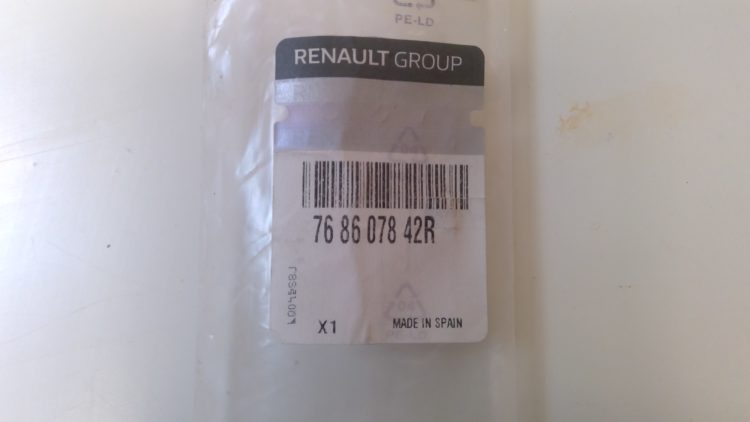 PE-LD
RENAULT GROUP
76 86 078 42R
X1
MADE IN SPAIN